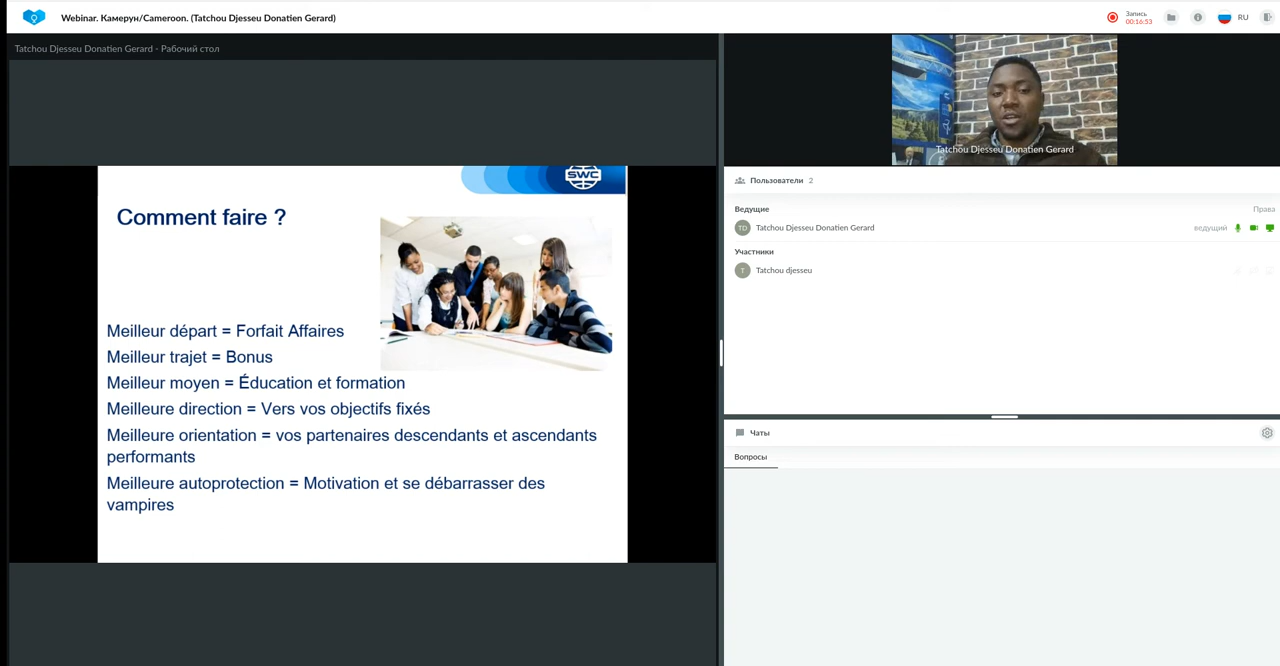 Webinar. Камерун/Cameroon. (Tatchou Djesseu Donatien Gerard)
Запись
00:16:53
RU
Tatchou Djesseu Donatien Gerard - Рабочий стол
SWC
Comment faire ?
Meilleur départ = Forfait Affaires
Meilleur trajet = Bonus
Meilleur moyen = Éducation et formation
Meilleure direction = Vers vos objectifs fixés
Meilleure orientation = vos partenaires descendants et ascendants
performants
Meilleure autoprotection = Motivation et se débarrasser des
vampires
Tatchou Djesseu Donatien Gerard
Пользователи 2
Ведущие Права
TD Tatchou Djesseu Donatien Gerard ведущий
Участники
T Tatchou djesseu
Чаты
Вопросы